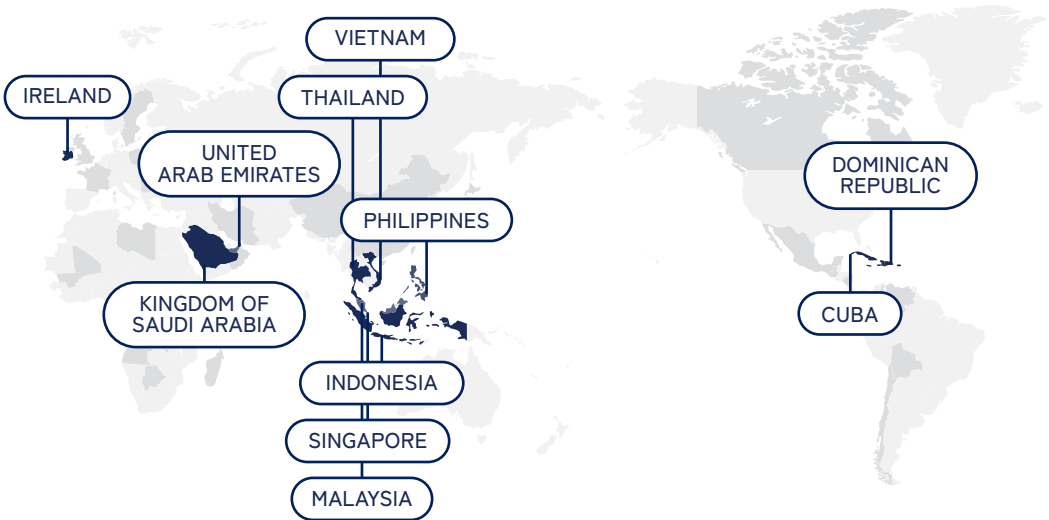 VIETNAM
IRELAND
THAILAND
UNITED
ARAB EMIRATES
DOMINICAN
REPUBLIC
PHILIPPINES
KINGDOM OF
SAUDI ARABIA
CUBA
INDONESIA
SINGAPORE
MALAYSIA